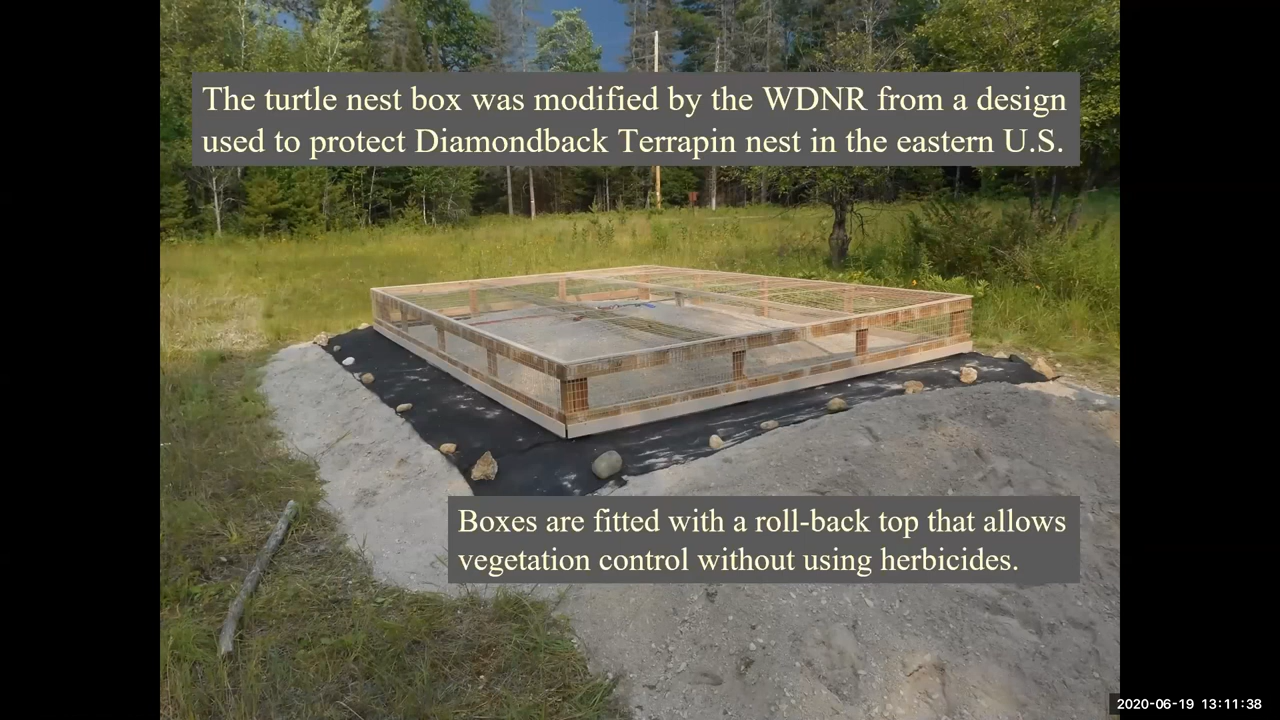 The turtle nest box was modified by the WDNR from a design
used to protect Diamondback Terrapin nest in the eastern U.S.
Boxes are fitted with a roll-back top that allows
vegetation control without using herbicides.
2020-06-19 13:11:38